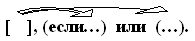 [ ], (если…) или (…).